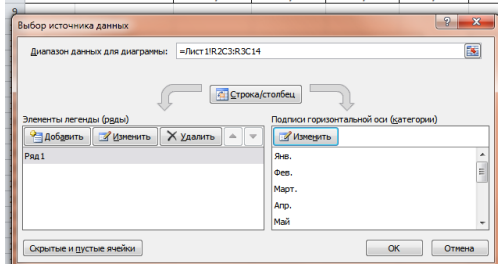 9
Выбор источника данных
Диапазон данных для диаграммы: =Лист1!R2C3:R3C14
Строка/столбец
Элементы легенды (ряды)
Подписи горизонтальной оси (категории)
Добавить Изменить Удалить
Изменить
Ряд1
Янв.
Фев.
Март.
Апр.
Май
Скрытые и пустые ячейки
ОК Отмена